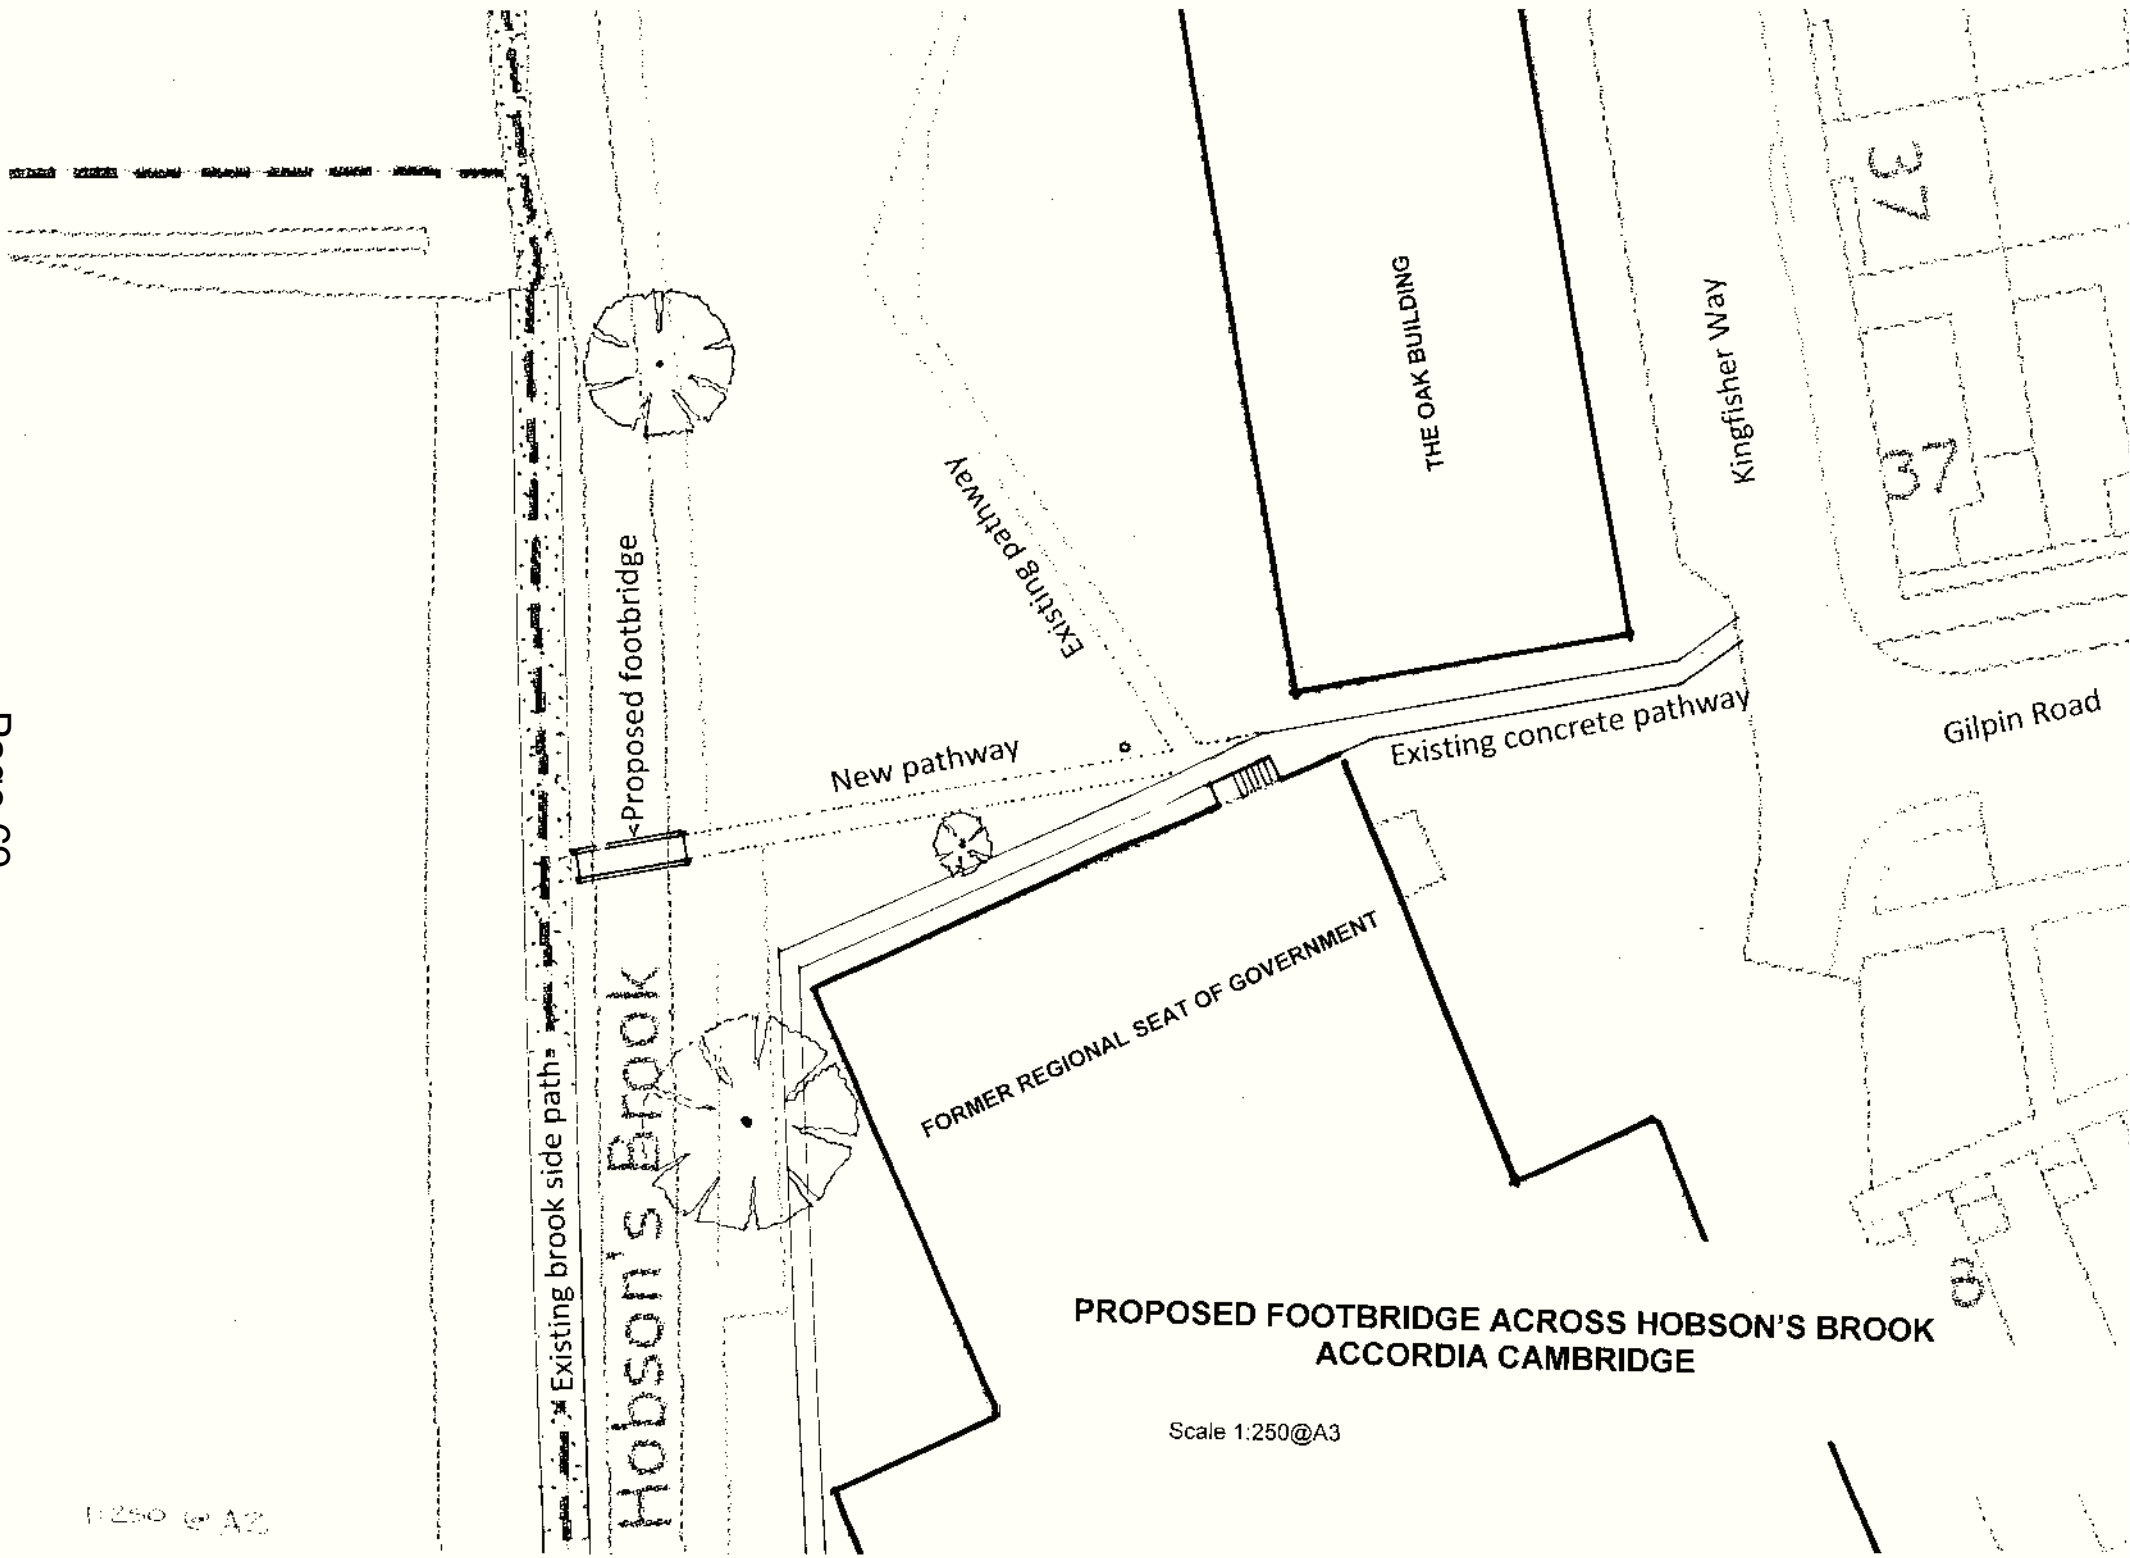 37
THE OAK BUILDING
Kingfisher Way
37
Existing pathway
<Proposed footbridge
New pathway
Existing concrete pathway
Gilpin Road
FORMER REGIONAL SEAT OF GOVERNMENT
Existing brook side path
Hobson's Brook
PROPOSED FOOTBRIDGE ACROSS HOBSON'S BROOK
ACCORDIA CAMBRIDGE
Scale 1:250@A3